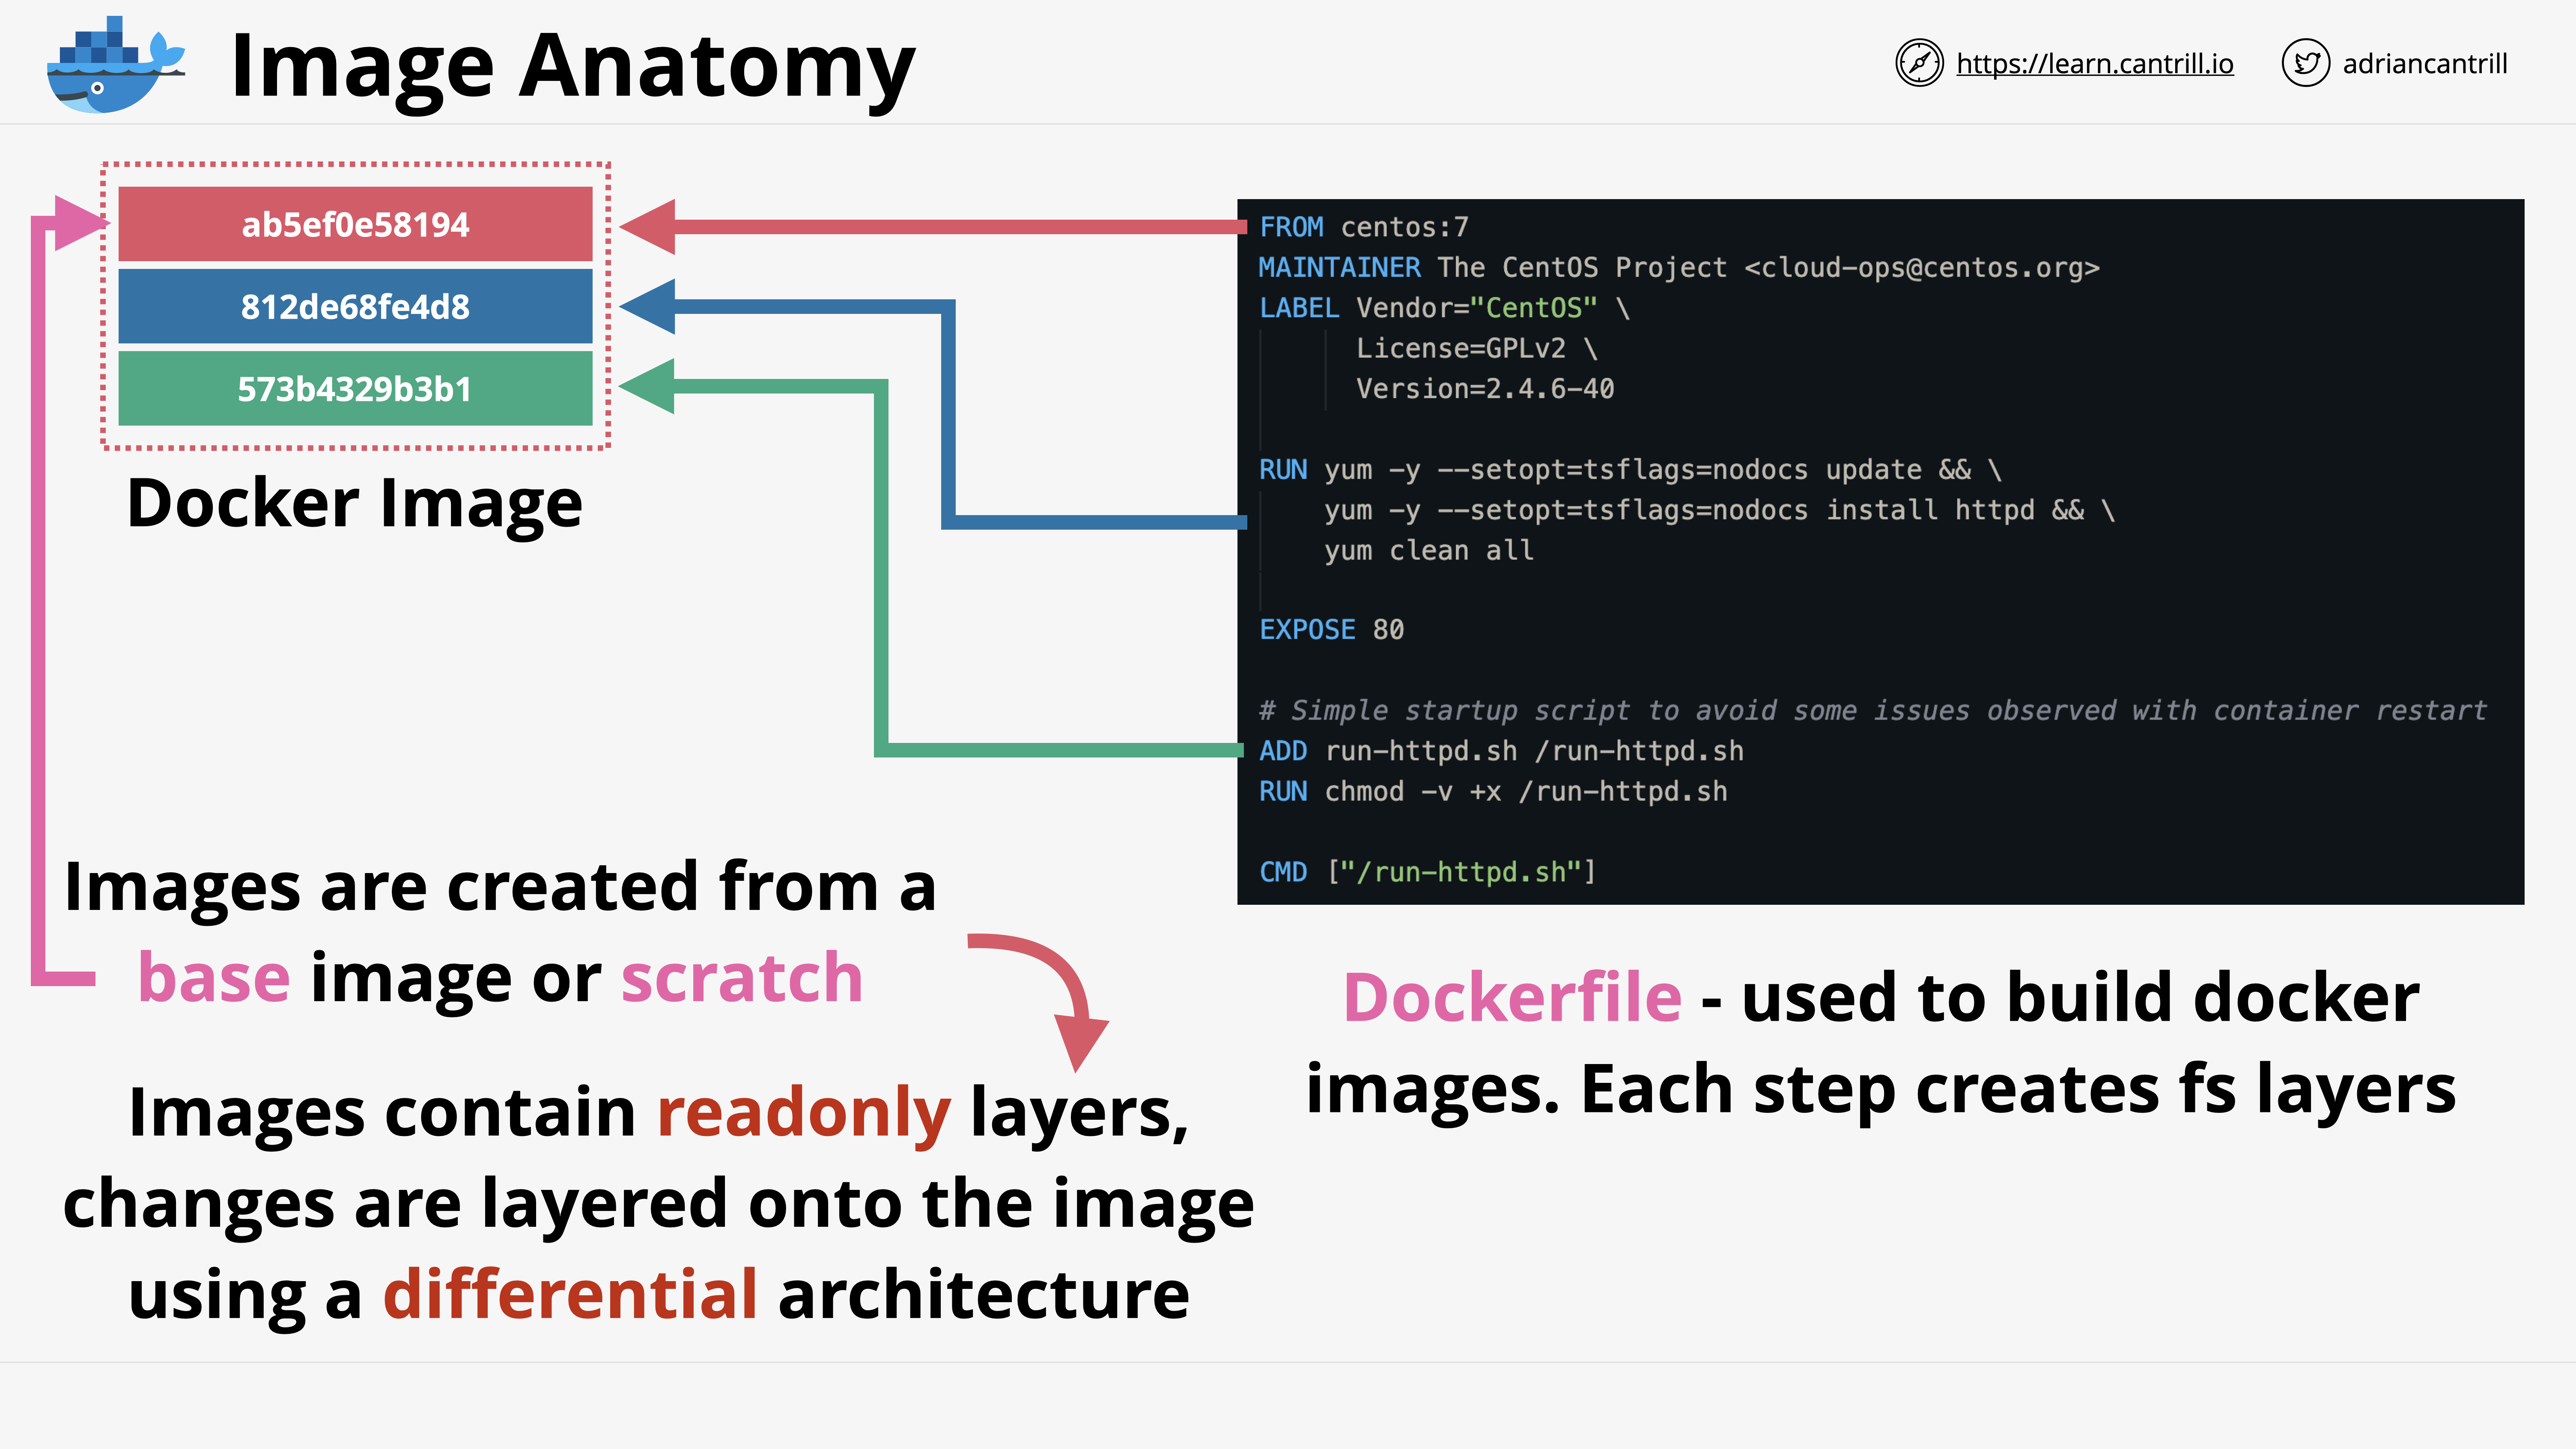 Image Anatomy
https://learn.cantrill.io
adriancantrill
ab5ef0e58194
812de68fe4d8
573b4329b3b1
Docker Image
FROM centos:7
MAINTAINER The CentOS Project <cloud-ops@centos.org>
LABEL Vendor="CentOS" \
License=GPLv2 \
Version=2.4.6-40
RUN yum -y --setopt=tsflags=nodocs update && \
yum -y --setopt=tsflags=nodocs install httpd && \
yum clean all
EXPOSE 80
# Simple startup script to avoid some issues observed with container restart
ADD run-httpd.sh /run-httpd.sh
RUN chmod -v +x /run-httpd.sh
CMD ["/run-httpd.sh"]
Images are created from a
base image or scratch
Images contain readonly layers,
changes are layered onto the image
using a differential architecture
Dockerfile - used to build docker
images. Each step creates fs layers